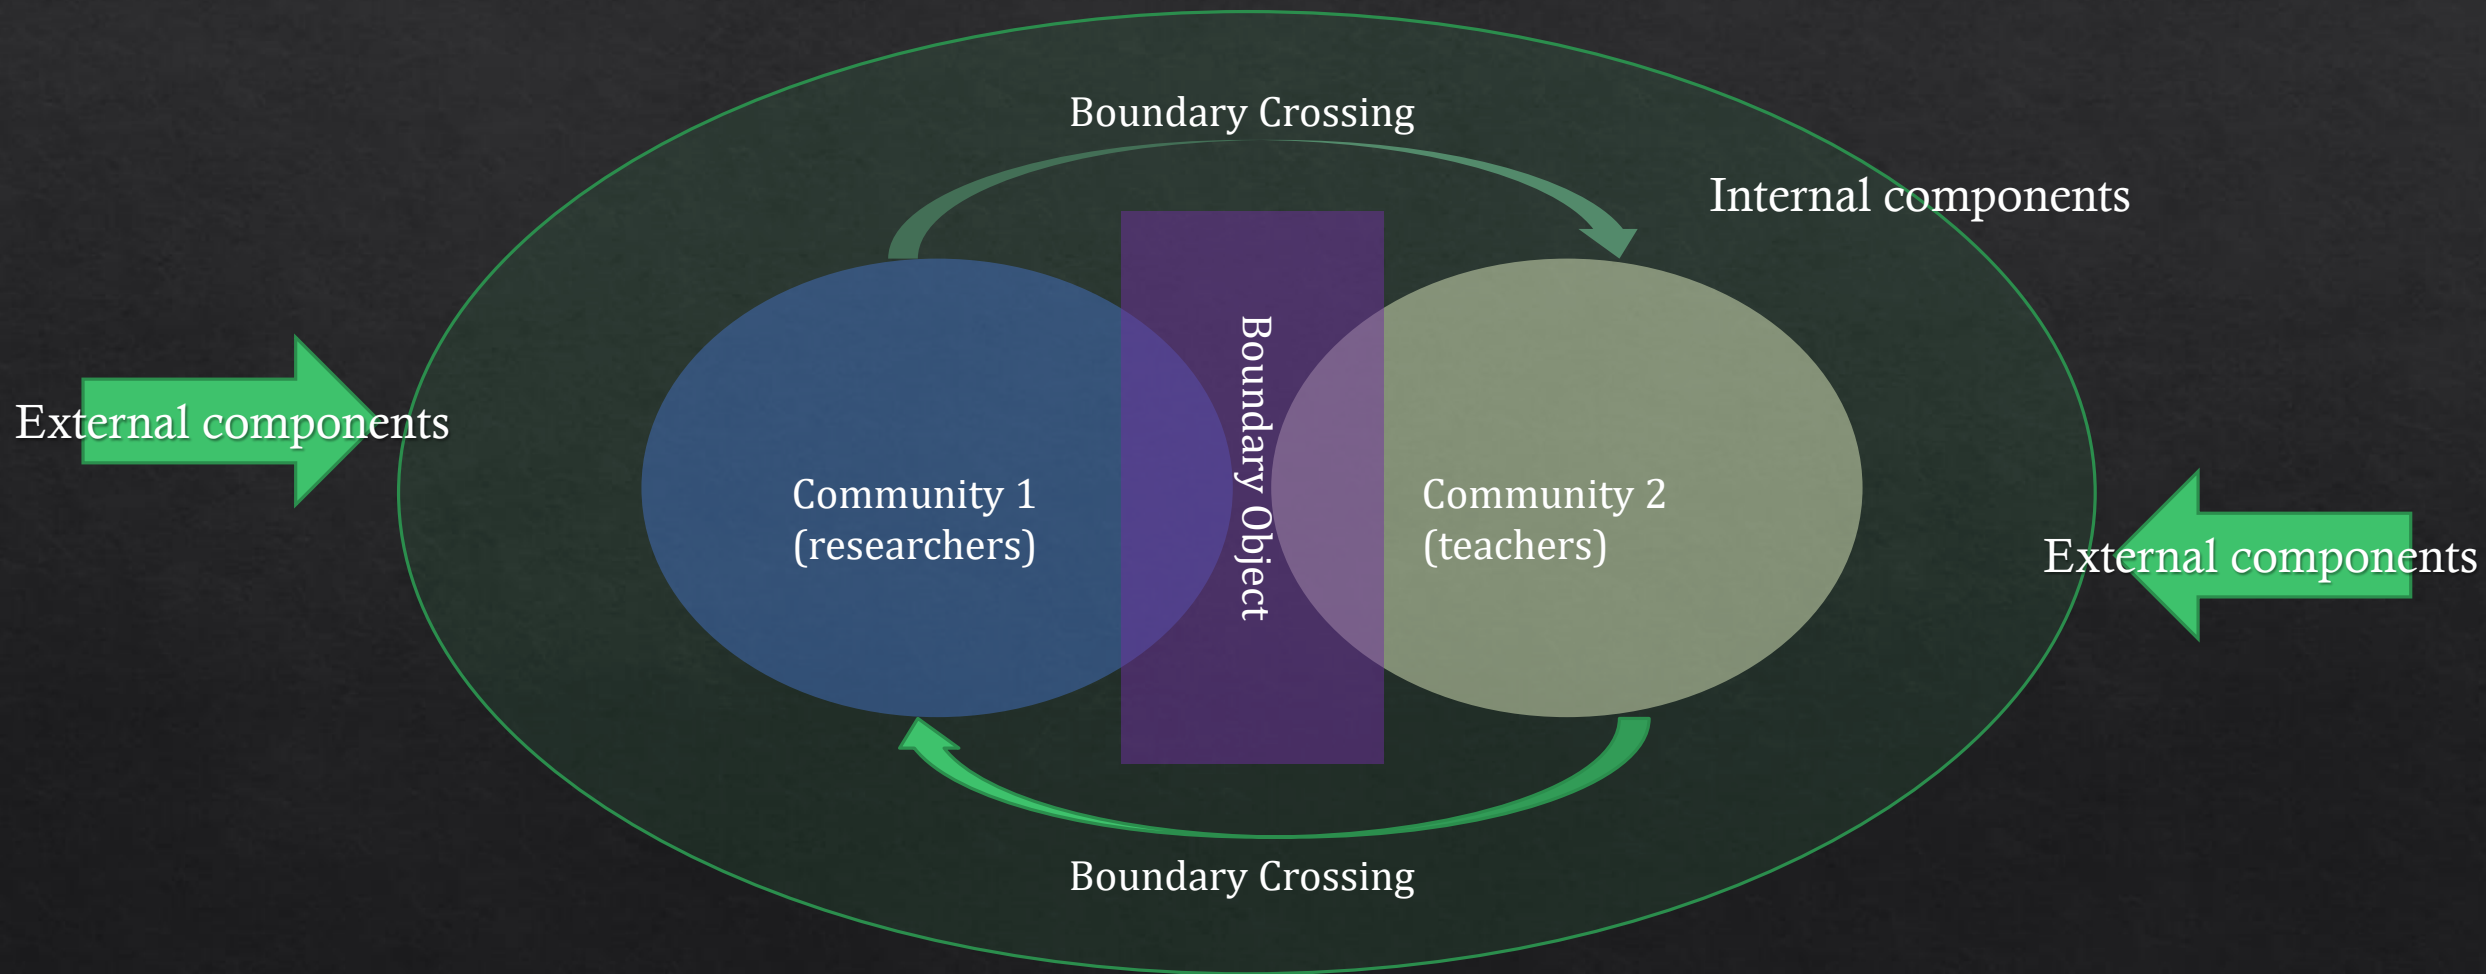 Boundary Crossing
Internal components
External components
Community 1
(researchers)
Boundary Object
Community 2
(teachers)
External components
Boundary Crossing